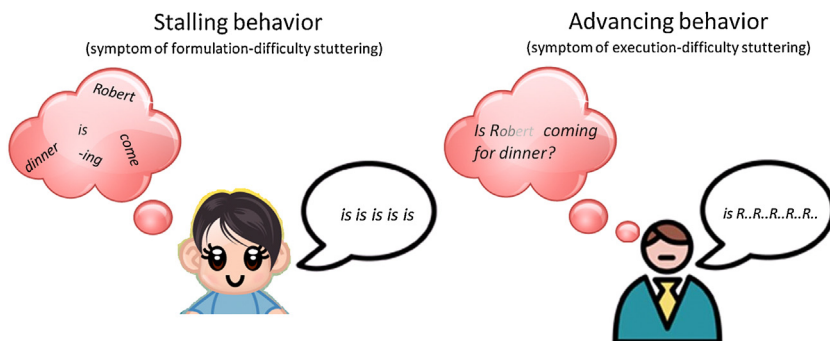 Stalling behavior
(symptom of formulation-difficulty stuttering)
Robert
is
dinner
-ing
come
is is is is is
Advancing behavior
(symptom of execution-difficulty stuttering)
Is Robert coming
for dinner?
is R..R..R..R..R..